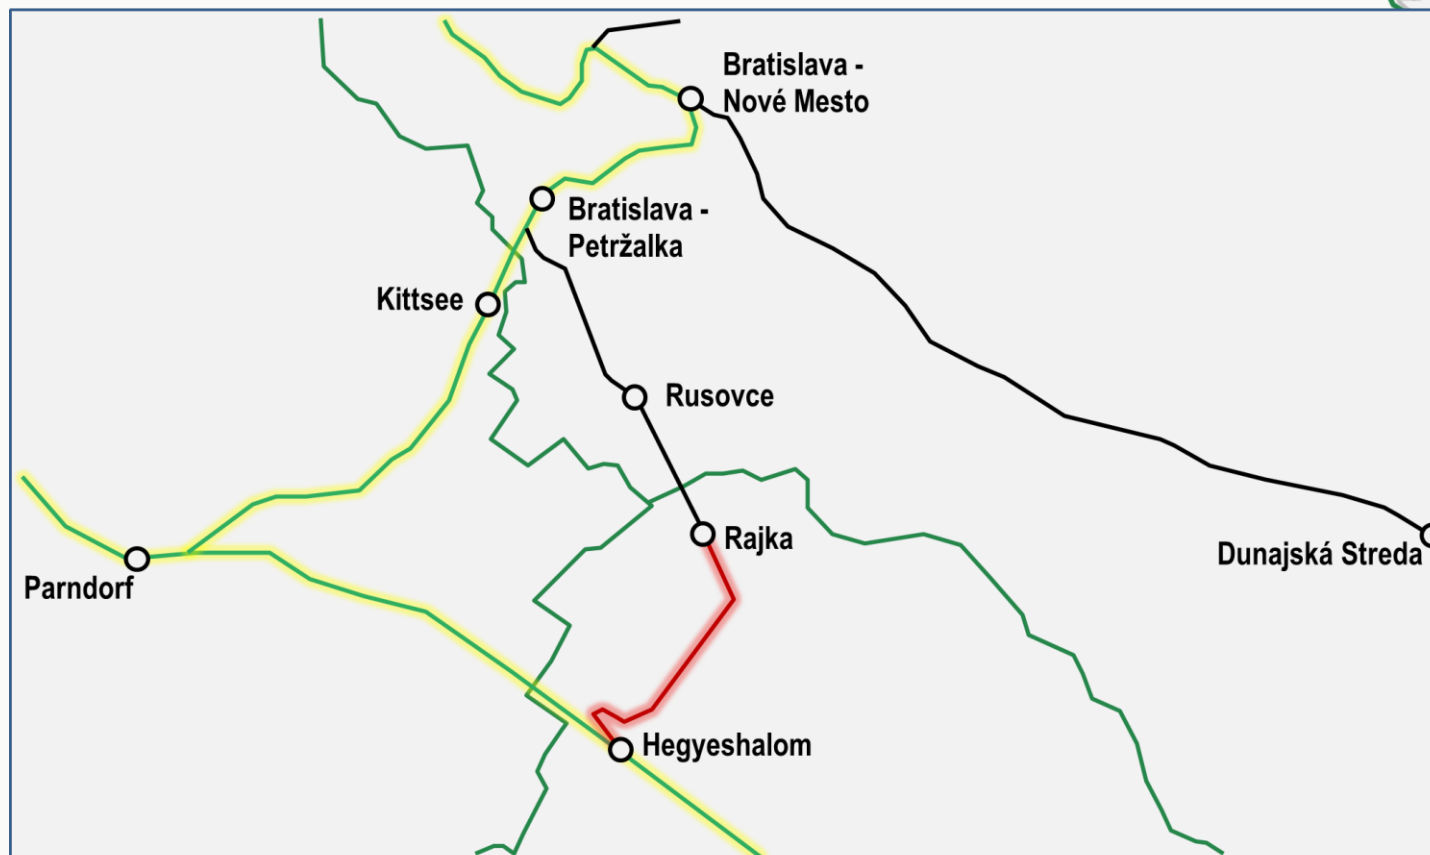 Bratislava -
Nové Mesto
Bratislava -
Petržalka
Kittsee
Rusovce
Rajka
Dunajská Streda
Parndorf
Hegyeshalom